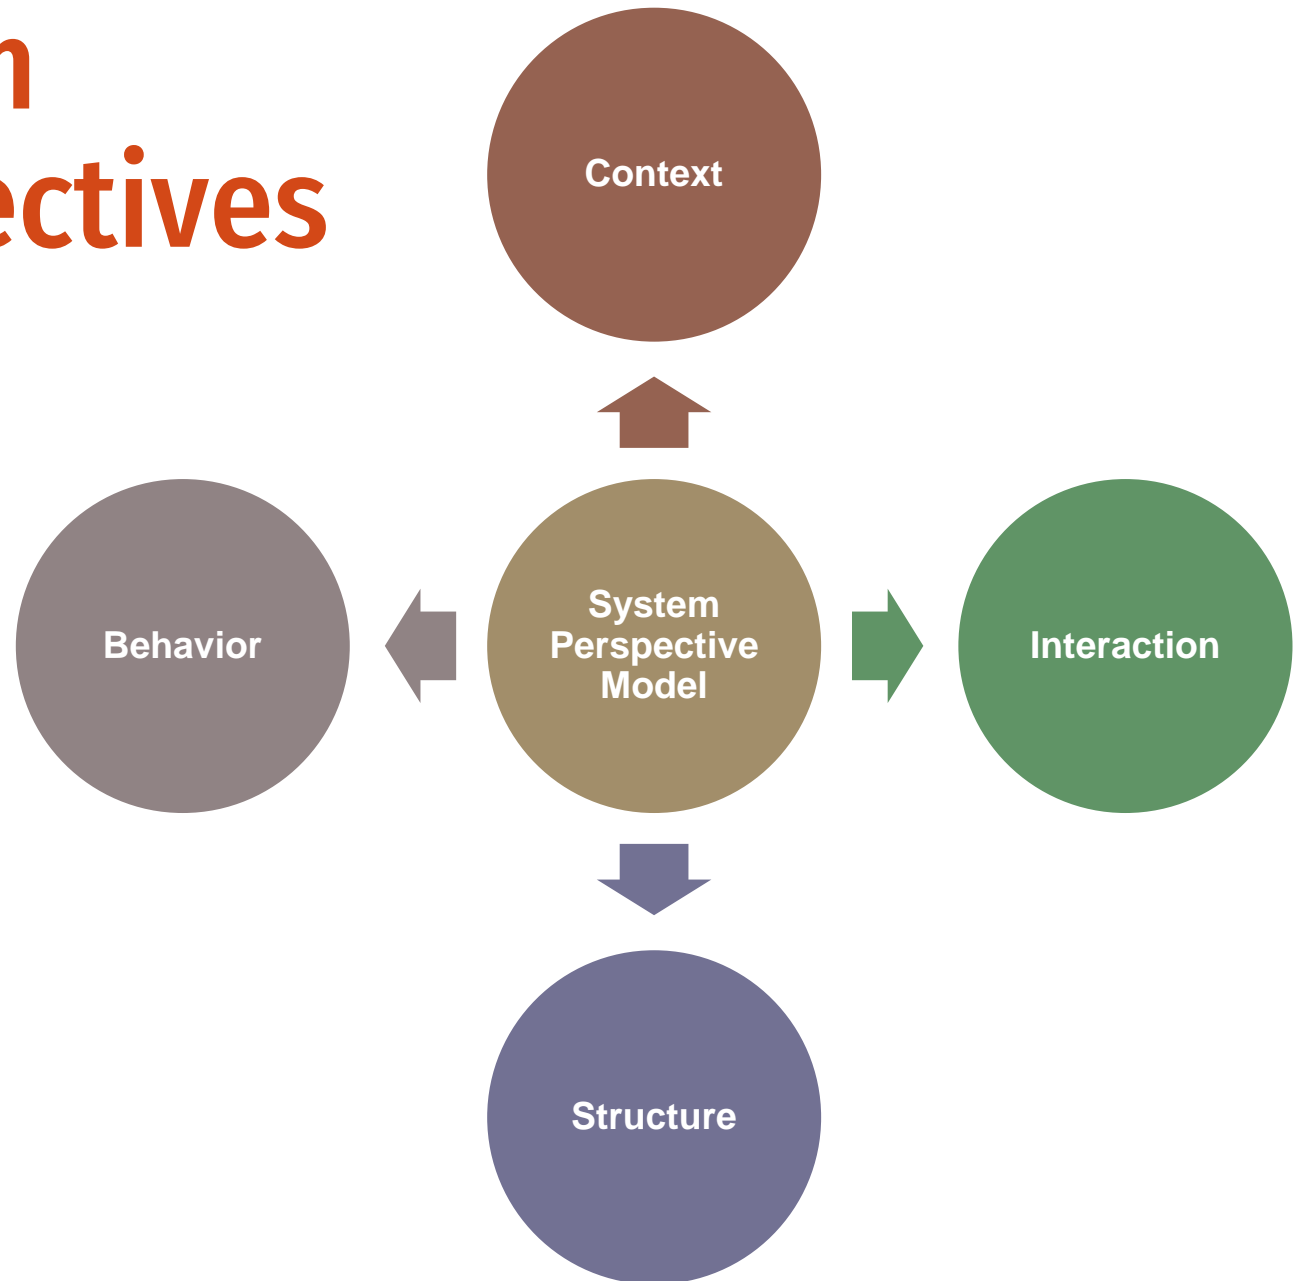 n
ectives
Context
Behavior
System
Perspective
Model
Interaction
Structure